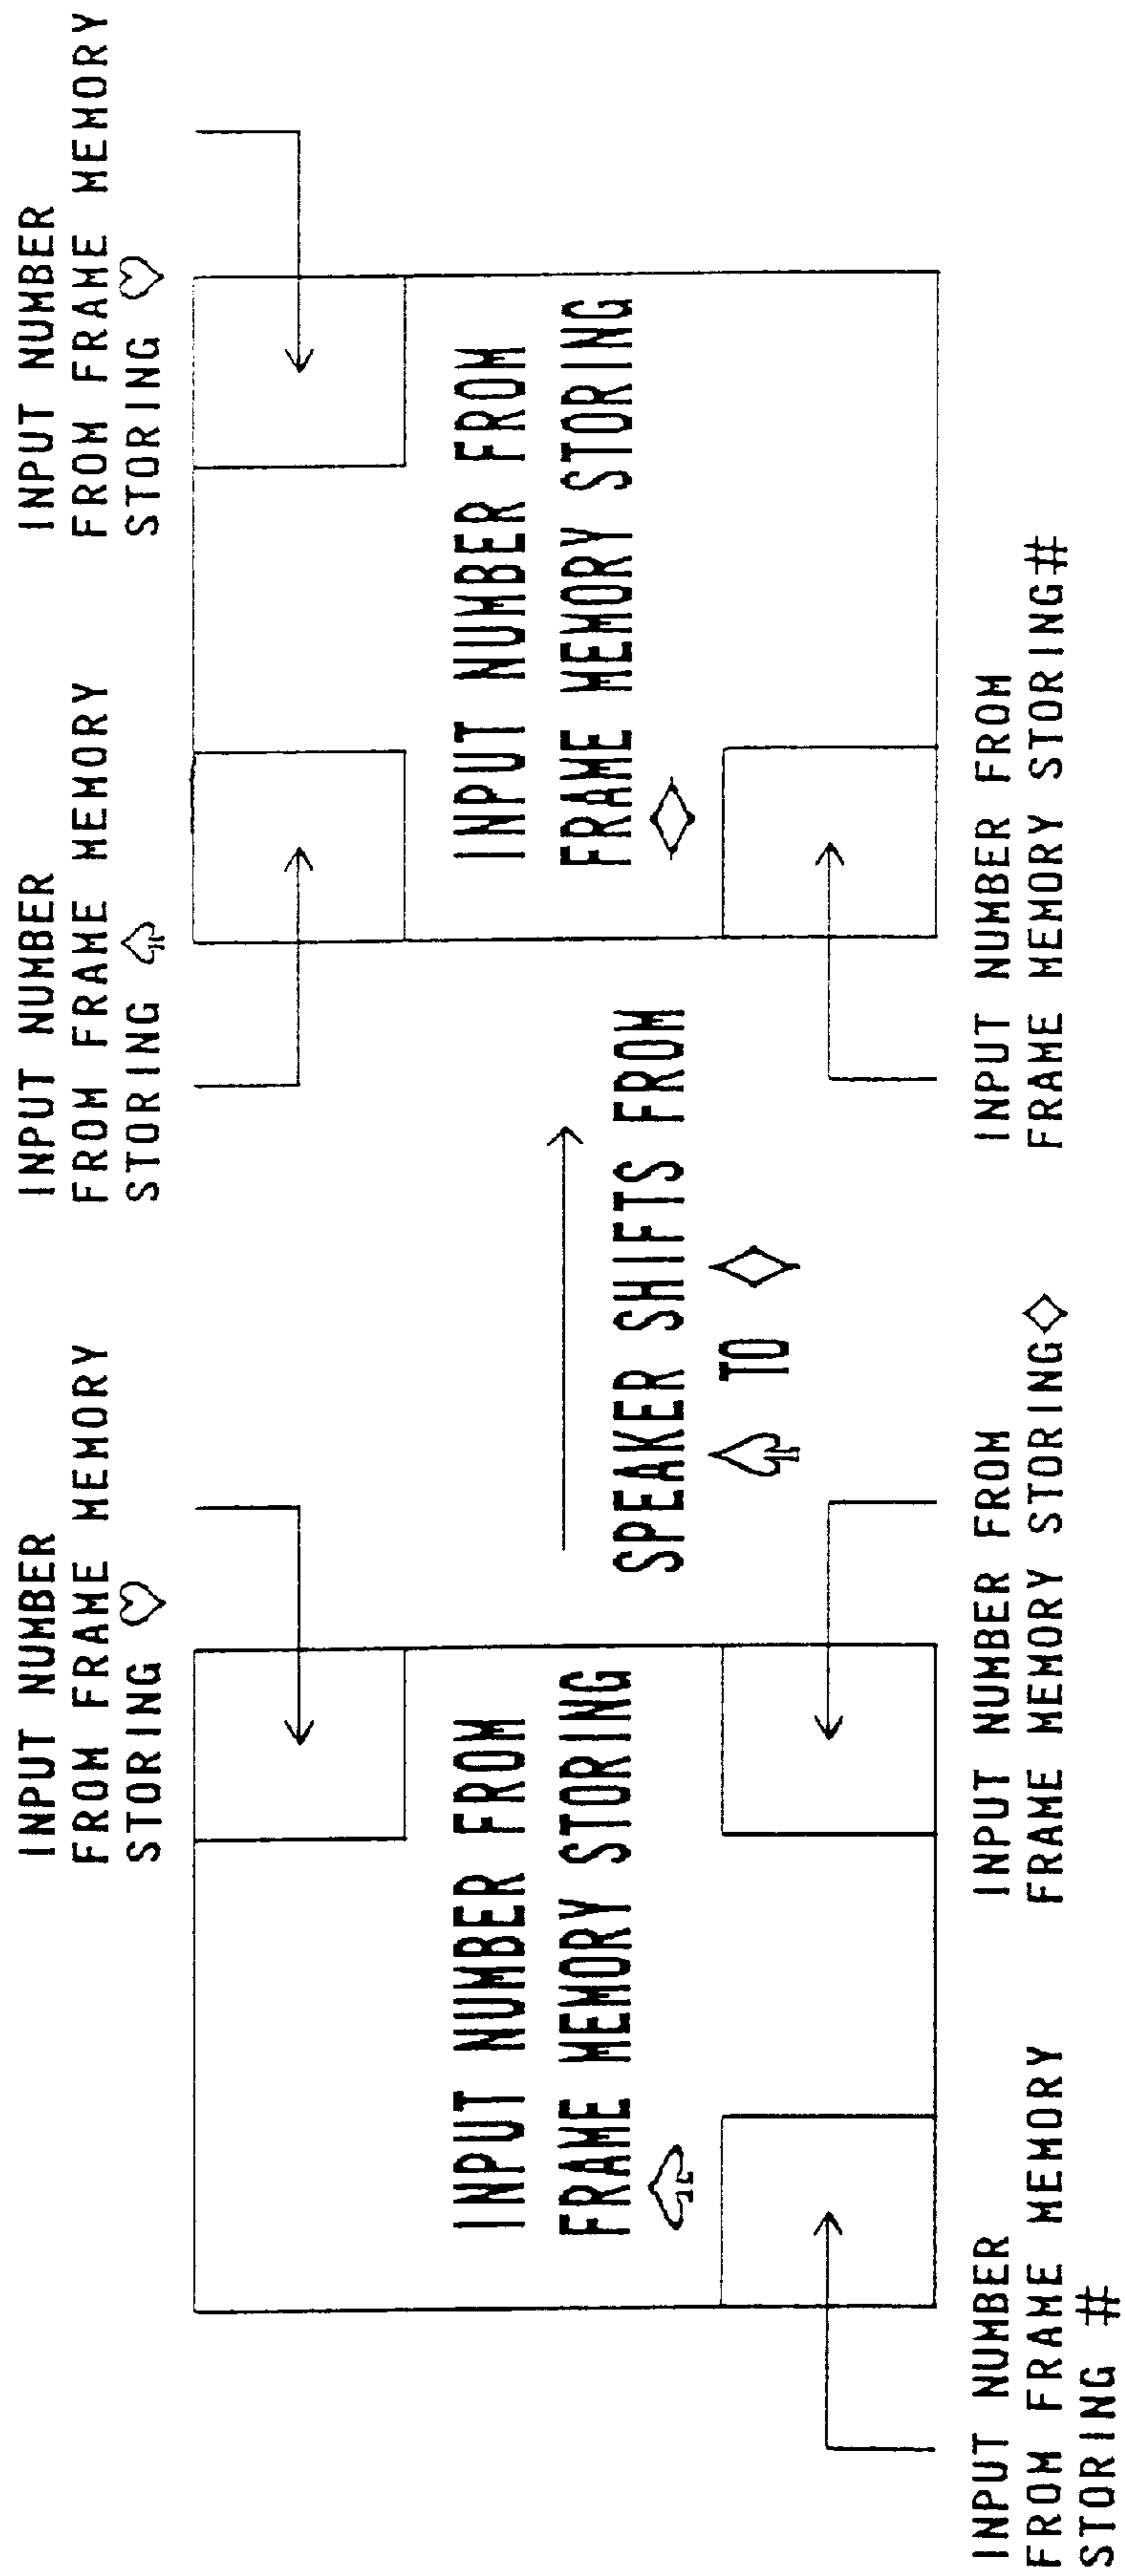 INPUT NUMBER
FROM FRAME MEMORY
STORING ♡
INPUT NUMBER FROM
FRAME MEMORY STORING
♤
INPUT NUMBER
FROM FRAME MEMORY
STORING #
INPUT NUMBER FROM
FRAME MEMORY STORING◇
SPEAKER SHIFTS FROM
♤ TO ◇
INPUT NUMBER
FROM FRAME MEMORY
STORING ♤
INPUT NUMBER
FROM FRAME MEMORY
STORING ♡
INPUT NUMBER FROM
FRAME MEMORY STORING
◇
INPUT NUMBER FROM
FRAME MEMORY STORING#